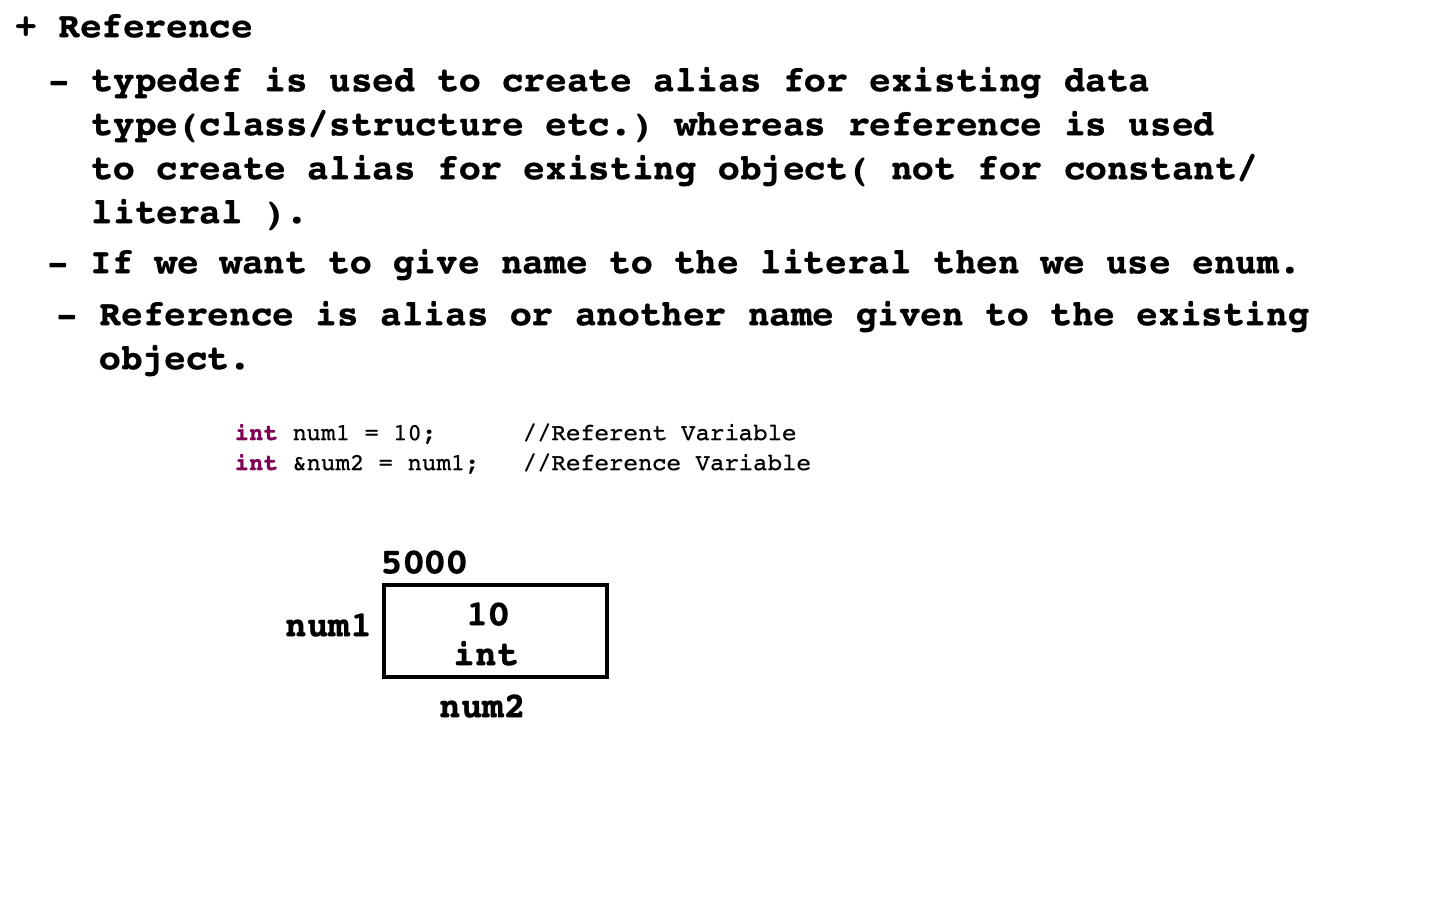 + Reference
- typedef is used to create alias for existing data
type(class/structure etc.) whereas reference is used
to create alias for existing object( not for constant/
literal ).
- If we want to give name to the literal then we use enum.
- Reference is alias or another name given to the existing
object.
int num1 = 10; //Referent Variable
int &num2 = num1; //Reference Variable
5000
10
num1
int
num2